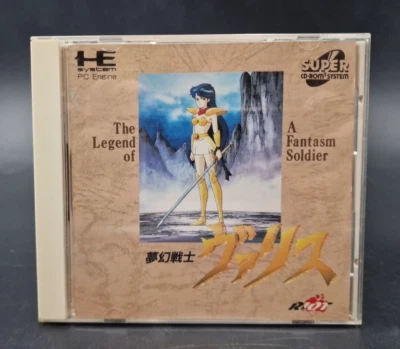 HE
system
PC Engine
SUPER
CD-ROM² SYSTEM
The
Legend
of
A
Fantasm
Soldier
夢幻戦士
ヴァリス
RIOT